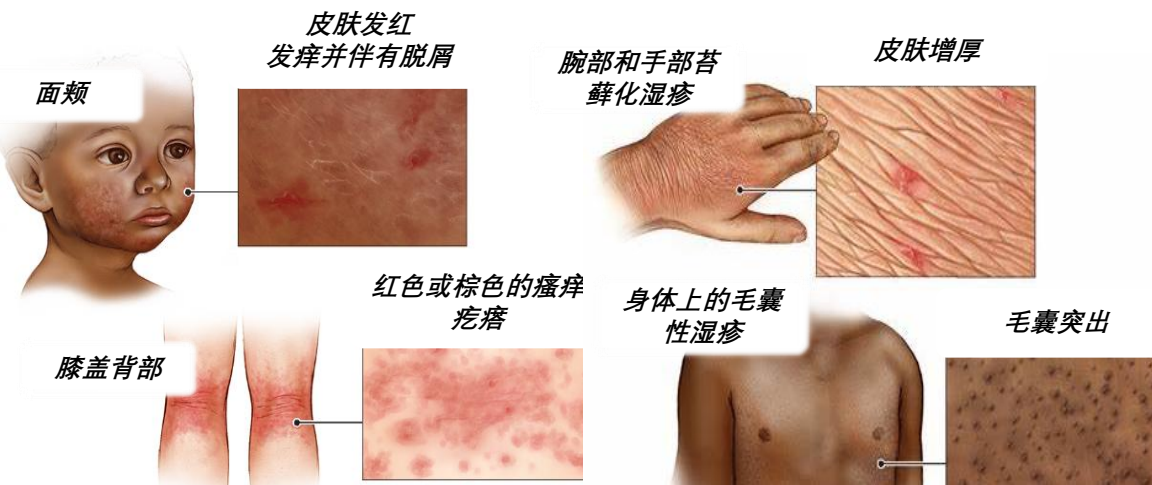 面颊
皮肤发红
发痒并伴有脱屑
腕部和手部苔
藓化湿疹
皮肤增厚
膝盖背部
红色或棕色的瘙痒
疙瘩
身体上的毛囊
性湿疹
毛囊突出